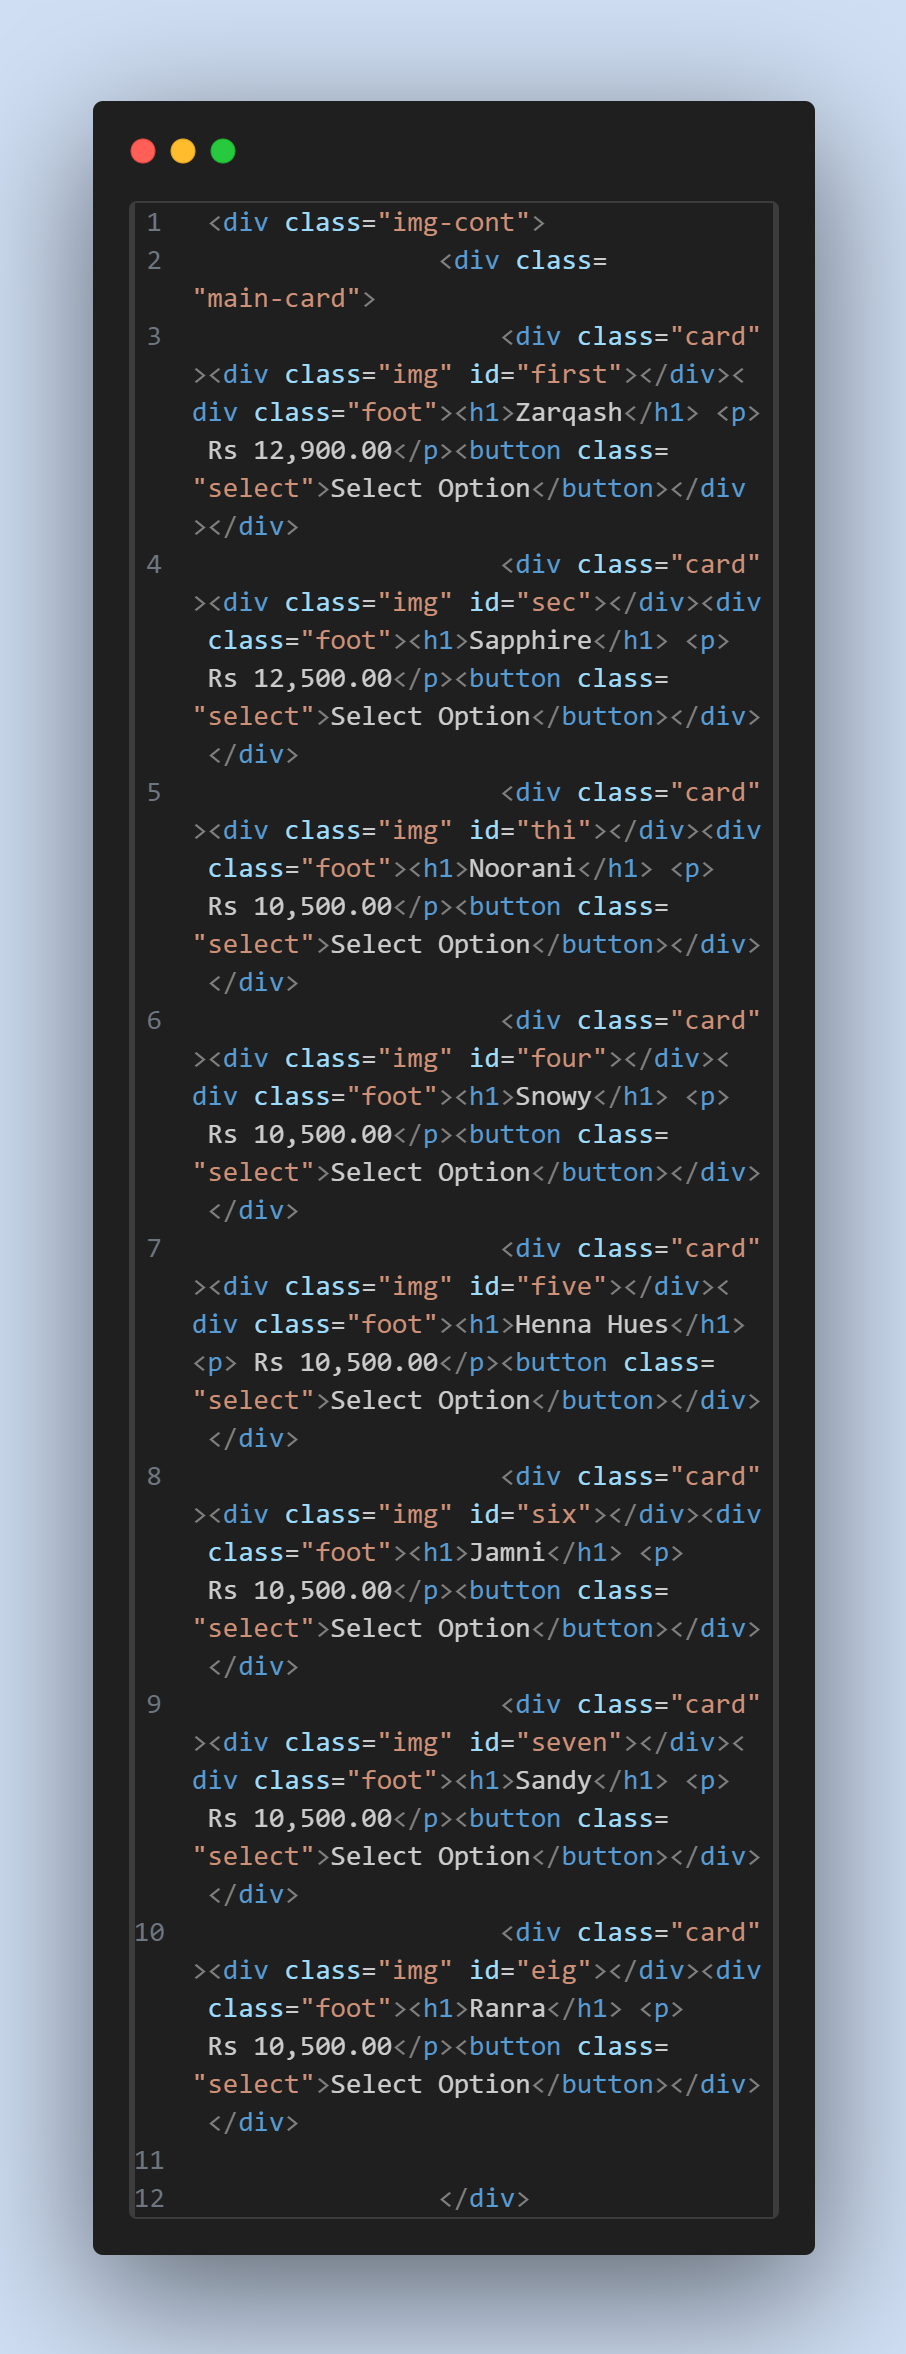 1 <div class="img-cont">
2 <div class=
"main-card">
3 <div class="card"
><div class="img" id="first"></div><
div class="foot"><h1>Zarqash</h1> <p>
Rs 12,900.00</p><button class=
"select">Select Option</button></div
></div>
4 <div class="card"
><div class="img" id="sec"></div><div
class="foot"><h1>Sapphire</h1> <p>
Rs 12,500.00</p><button class=
"select">Select Option</button></div>
</div>
5 <div class="card"
><div class="img" id="thi"></div><div
class="foot"><h1>Noorani</h1> <p>
Rs 10,500.00</p><button class=
"select">Select Option</button></div>
</div>
6 <div class="card"
><div class="img" id="four"></div><
div class="foot"><h1>Snowy</h1> <p>
Rs 10,500.00</p><button class=
"select">Select Option</button></div>
</div>
7 <div class="card"
><div class="img" id="five"></div><
div class="foot"><h1>Henna Hues</h1>
<p> Rs 10,500.00</p><button class=
"select">Select Option</button></div>
</div>
8 <div class="card"
><div class="img" id="six"></div><div
class="foot"><h1>Jamni</h1> <p>
Rs 10,500.00</p><button class=
"select">Select Option</button></div>
</div>
9 <div class="card"
><div class="img" id="seven"></div><
div class="foot"><h1>Sandy</h1> <p>
Rs 10,500.00</p><button class=
"select">Select Option</button></div>
</div>
10 <div class="card"
><div class="img" id="eig"></div><div
class="foot"><h1>Ranra</h1> <p>
Rs 10,500.00</p><button class=
"select">Select Option</button></div>
</div>
11
12 </div>